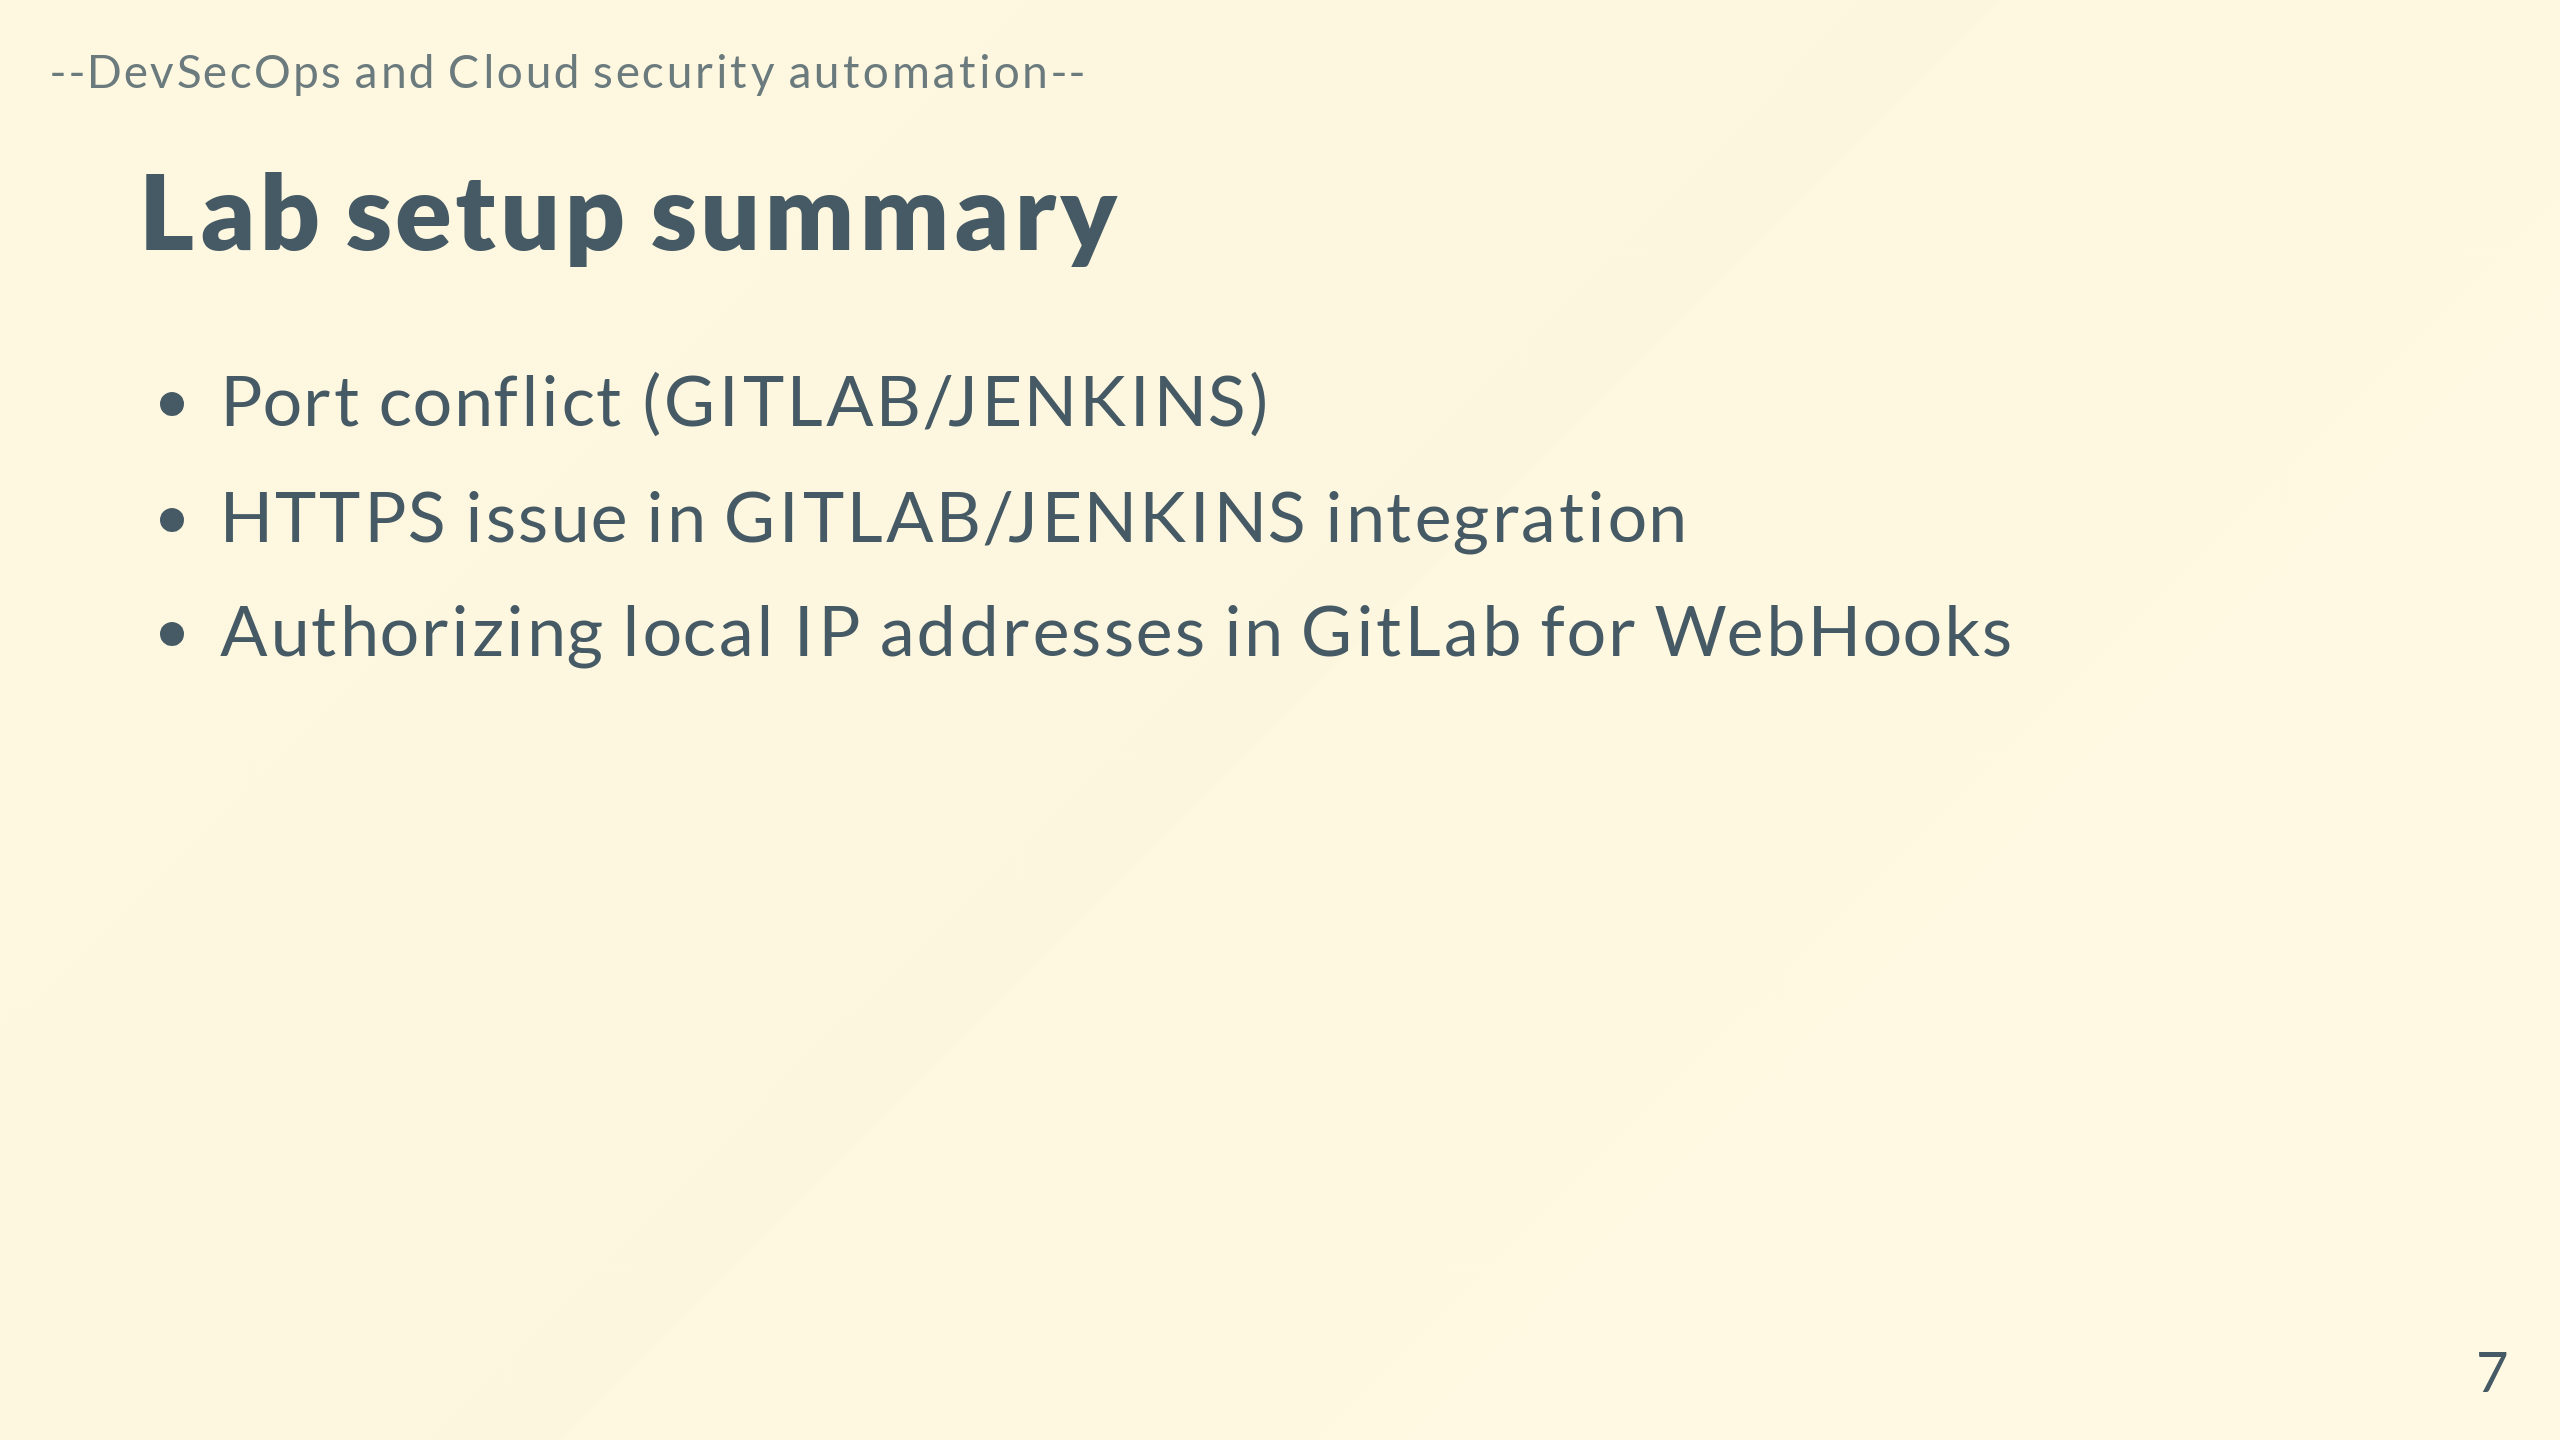 --DevSecOps and Cloud security automation--
Lab setup summary
• Port conflict (GITLAB/JENKINS)
• HTTPS issue in GITLAB/JENKINS integration
• Authorizing local IP addresses in GitLab for WebHooks
7